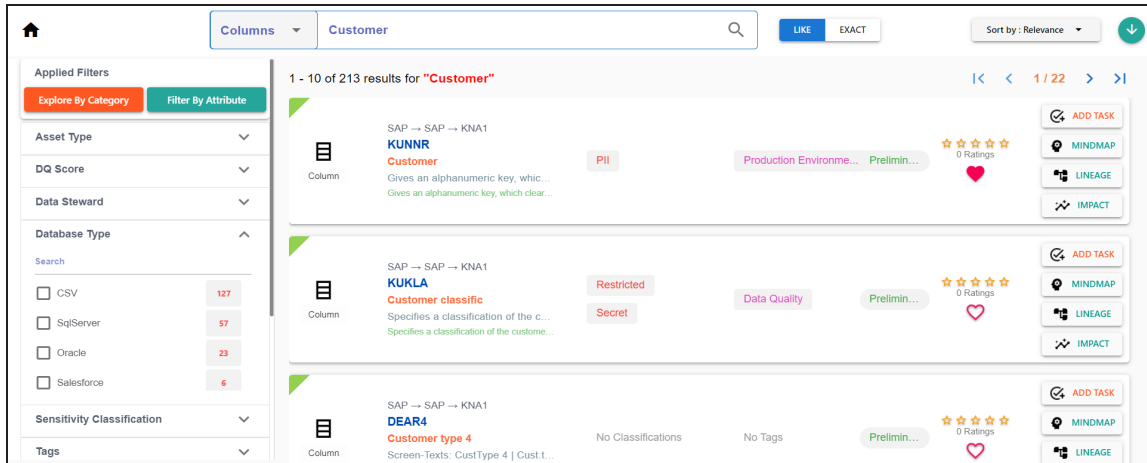 Columns
Customer
LIKE
EXACT
Sort by : Relevance
Applied Filters
Explore By Category
Filter By Attribute
Asset Type
DQ Score
Data Steward
Database Type
Search
CSV
127
SqlServer
57
Oracle
23
Salesforce
6
Sensitivity Classification
Tags
1 - 10 of 213 results for "Customer"
1 / 22
Column
SAP → SAP → KNA1
KUNNR
Customer
Gives an alphanumeric key, whic...
Gives an alphanumeric key, which clear...
PII
Production Environme...
Prelimin...
0 Ratings
ADD TASK
MINDMAP
LINEAGE
IMPACT
Column
SAP → SAP → KNA1
KUKLA
Customer classific
Specifies a classification of the c...
Specifies a classification of the custome...
Restricted
Secret
Data Quality
Prelimin...
0 Ratings
ADD TASK
MINDMAP
LINEAGE
IMPACT
Column
SAP → SAP → KNA1
DEAR4
Customer type 4
Screen-Texts: CustType 4 | Cust.t...
No Classifications
No Tags
Prelimin...
0 Ratings
ADD TASK
MINDMAP
LINEAGE